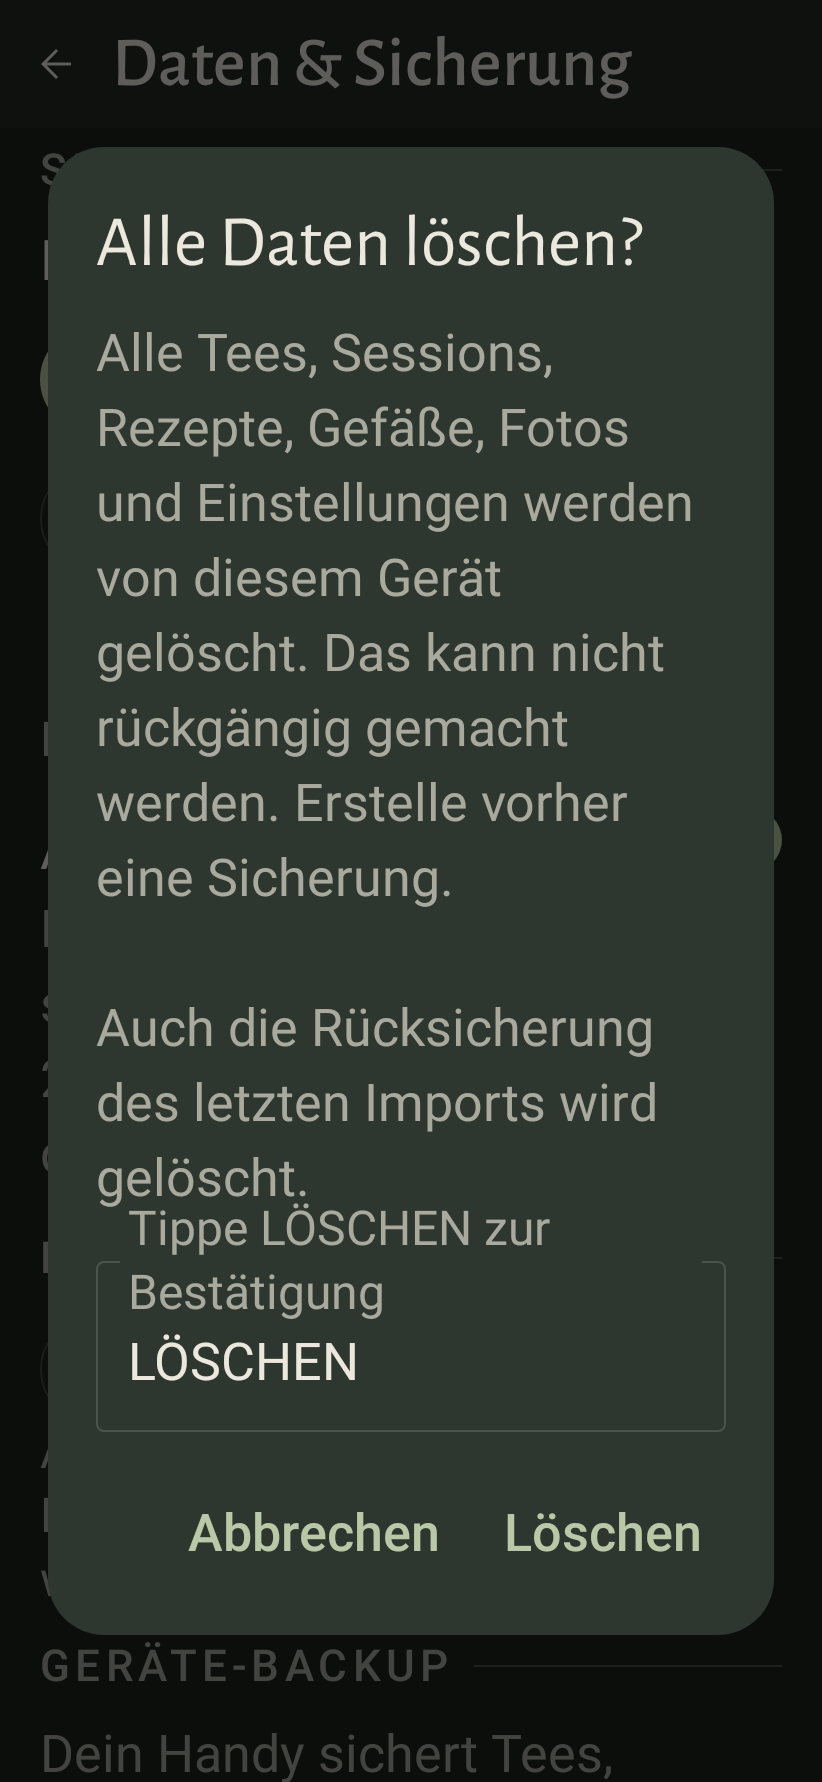 Daten & Sicherung
Alle Daten löschen?
Alle Tees, Sessions,
Rezepte, Gefäße, Fotos
und Einstellungen werden
von diesem Gerät
gelöscht. Das kann nicht
rückgängig gemacht
werden. Erstelle vorher
eine Sicherung.
Auch die Rücksicherung
des letzten Imports wird
gelöscht.
Tippe LÖSCHEN zur
Bestätigung
LÖSCHEN
Abbrechen Löschen
GERÄTE-BACKUP
Dein Handy sichert Tees,